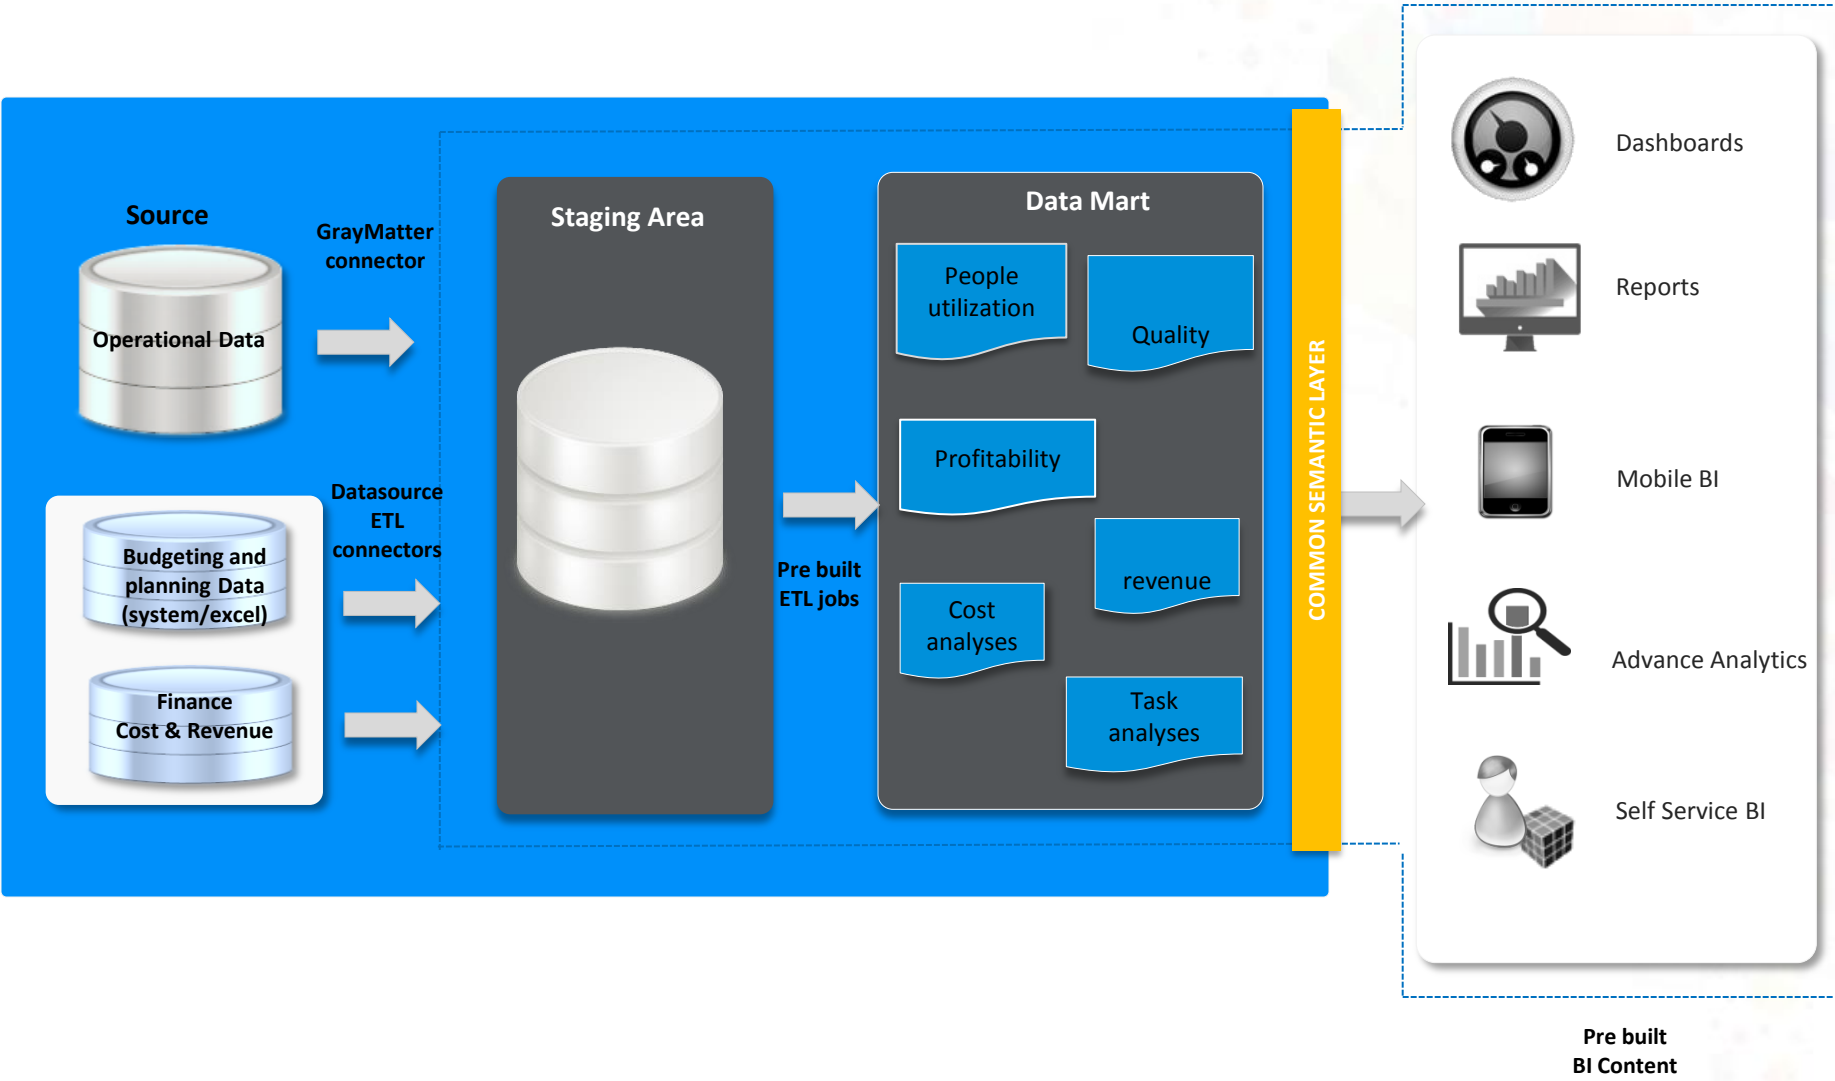 Source
GrayMatter
connector
Operational Data
Datasource
ETL
connectors
Budgeting and
planning Data
(system/excel)
Finance
Cost & Revenue
Staging Area
Pre built
ETL jobs
Data Mart
People
utilization
Quality
Profitability
revenue
Cost
analyses
Task
analyses
COMMON SEMANTIC LAYER
Dashboards
Reports
Mobile BI
Advance Analytics
Self Service BI
Pre built
BI Content